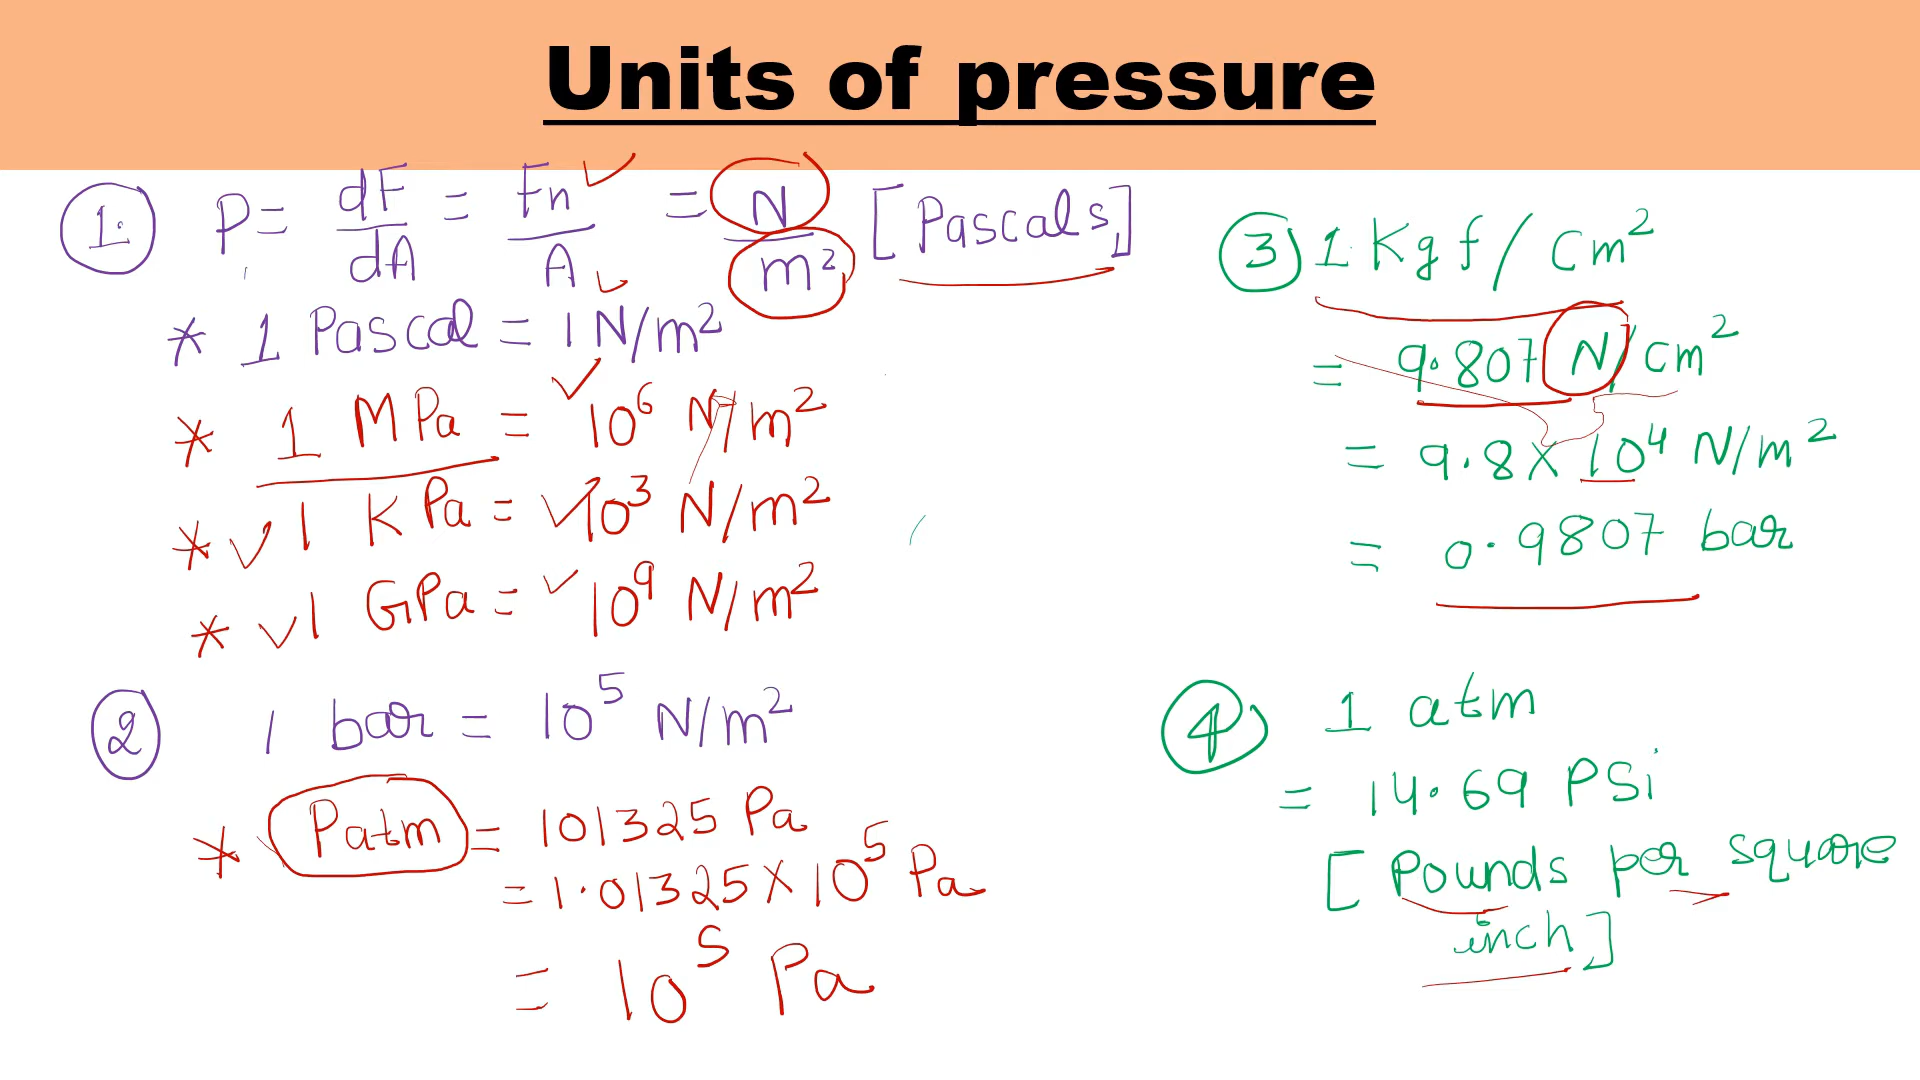 Units of pressure
1. P = dF/dA = Fn/A = N/m² [Pascals]
* 1 Pascal = 1 N/m²
* 1 MPa = 10⁶ N/m²
* 1 KPa = 10³ N/m²
* 1 GPa = 10⁹ N/m²
2 1 bar = 10⁵ N/m²
* Patm = 101325 Pa
= 1.01325 × 10⁵ Pa
= 10⁵ Pa
3 1 Kgf/Cm²
= 9.807 N/cm²
= 9.8 × 10⁴ N/m²
= 0.9807 bar
4 1 atm
= 14.69 PSi
[Pounds per square
inch]